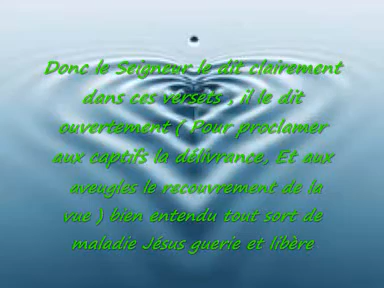 Donc le Seigneur le dit clairement
dans ces versets , il le dit
ouvertement ( Pour proclamer
aux captifs la délivrance, Et aux
aveugles le recouvrement de la
vue ) bien entendu tout sort de
maladie Jésus guerie et libère